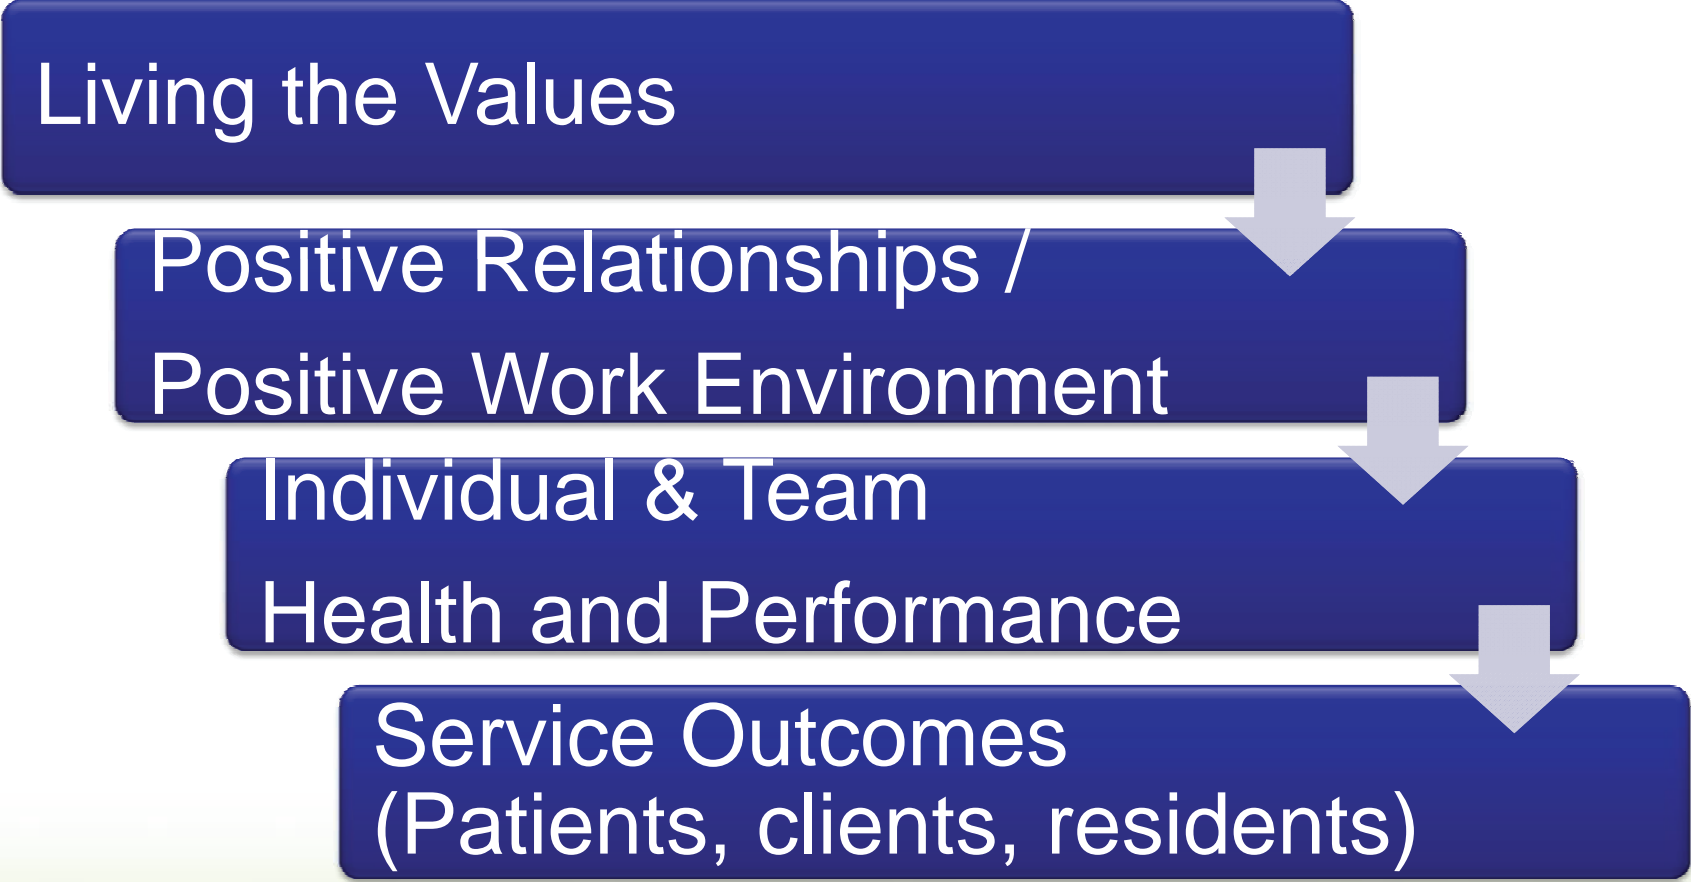 Living the Values
Positive Relationships /
Positive Work Environment
Individual & Team
Health and Performance
Service Outcomes
(Patients, clients, residents)